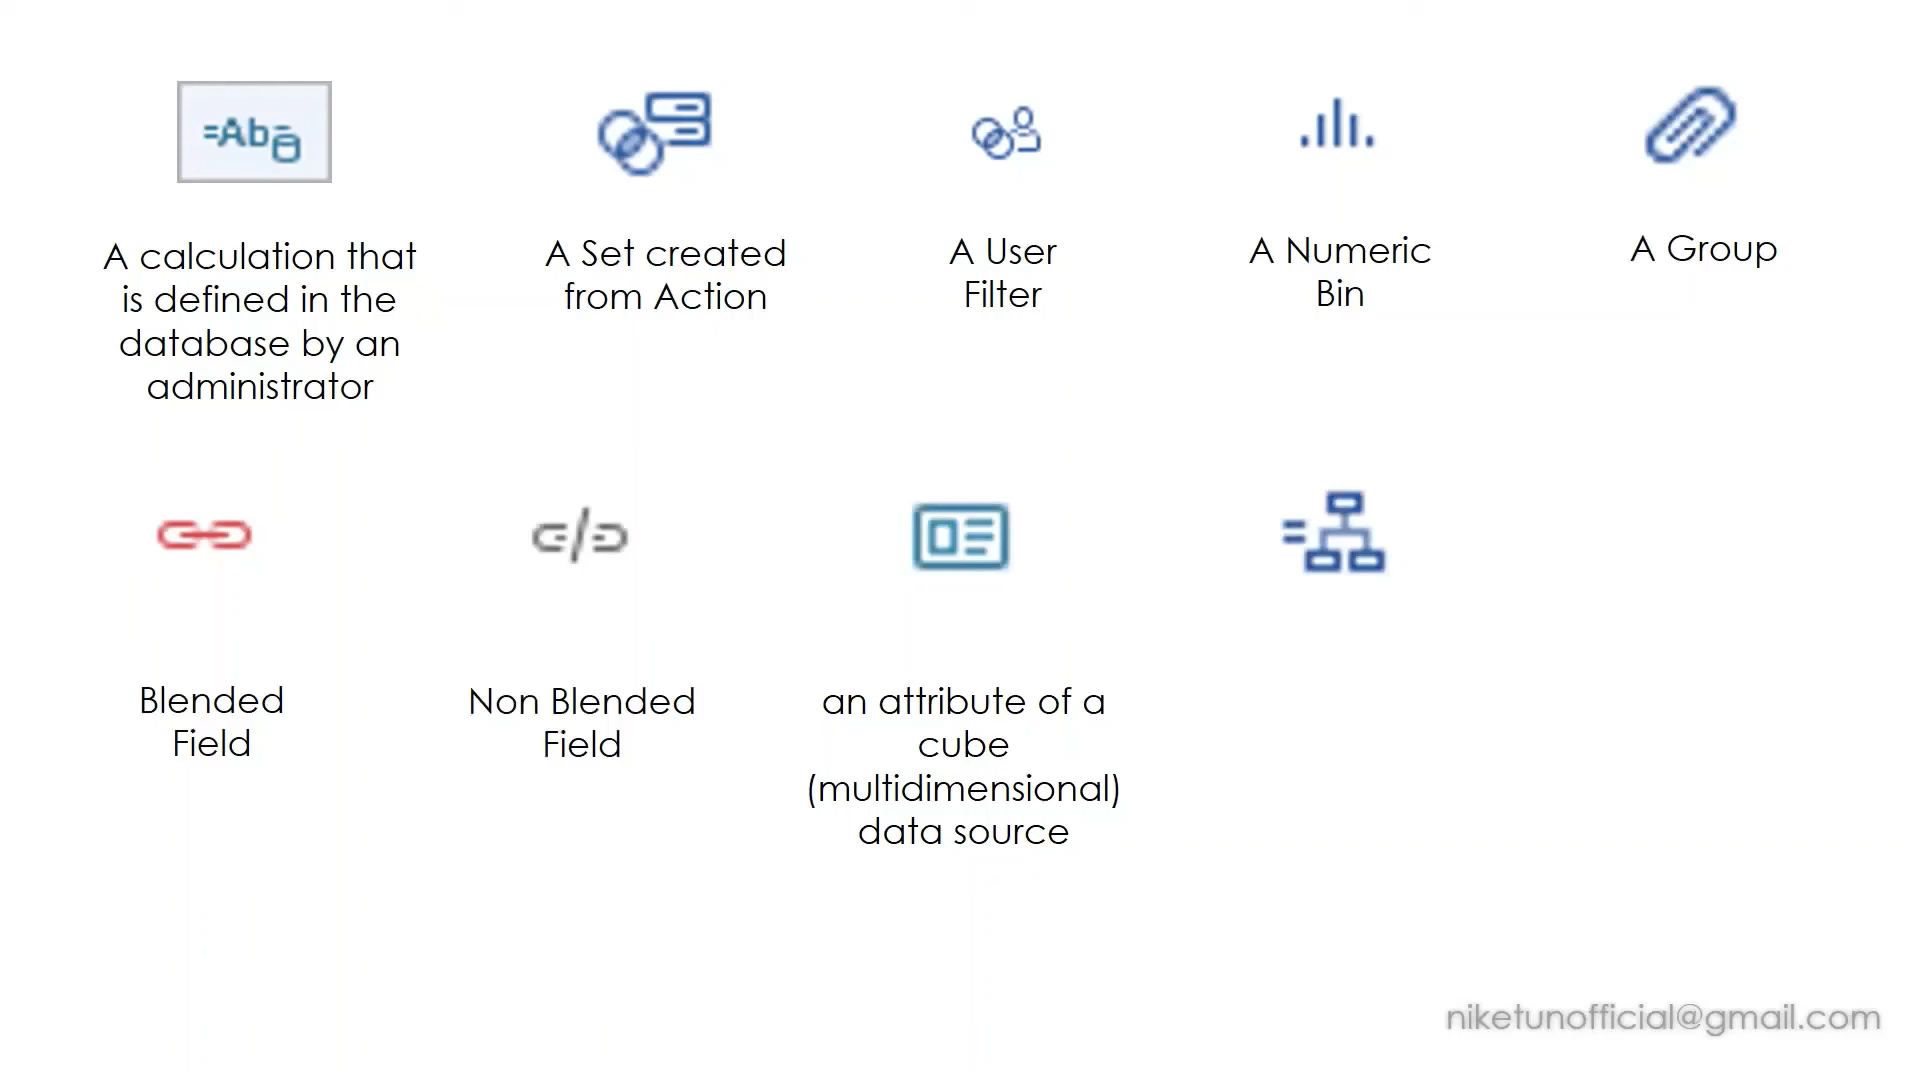 =Ab
A calculation that
is defined in the
database by an
administrator
A Set created
from Action
A User
Filter
A Numeric
Bin
A Group
Blended
Field
Non Blended
Field
an attribute of a
cube
(multidimensional)
data source
niketunofficial@gmail.com